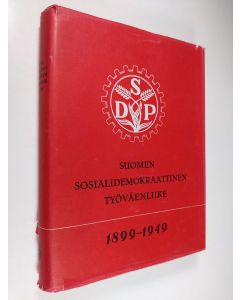 S
D P
SUOMEN
SOSIALIDEMOKRAATTINEN
TYÖVÄENLIIKE
1899-1949